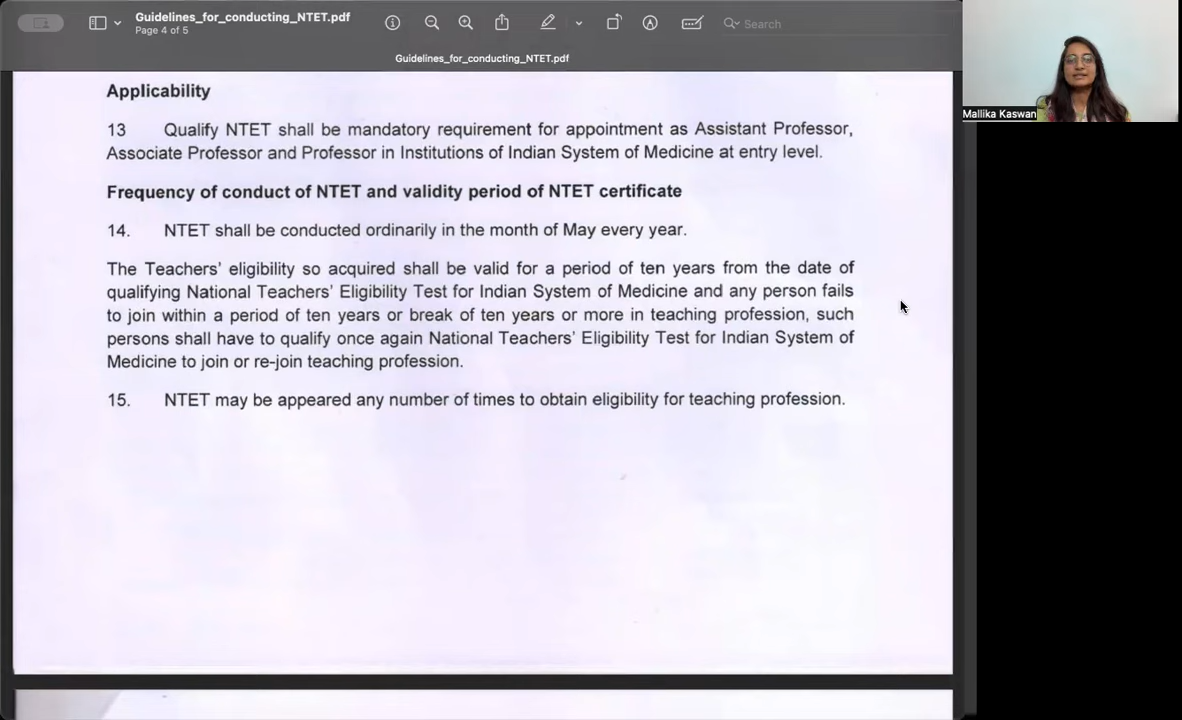 Guidelines_for_conducting_NTET.pdf
Page 4 of 5
Search
Guidelines_for_conducting_NTET.pdf
Applicability
13 Qualify NTET shall be mandatory requirement for appointment as Assistant Professor,
Associate Professor and Professor in Institutions of Indian System of Medicine at entry level.
Frequency of conduct of NTET and validity period of NTET certificate
14. NTET shall be conducted ordinarily in the month of May every year.
The Teachers' eligibility so acquired shall be valid for a period of ten years from the date of
qualifying National Teachers' Eligibility Test for Indian System of Medicine and any person fails
to join within a period of ten years or break of ten years or more in teaching profession, such
persons shall have to qualify once again National Teachers' Eligibility Test for Indian System of
Medicine to join or re-join teaching profession.
15. NTET may be appeared any number of times to obtain eligibility for teaching profession.
Mallika Kaswan